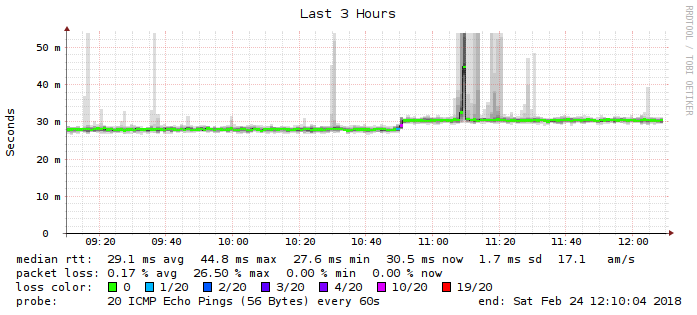 Last 3 Hours
RRDTOOL / TOBI OETIKER
Seconds
50 m
40 m
30 m
20 m
10 m
0
09:20 09:40 10:00 10:20 10:40 11:00 11:20 11:40 12:00
median rtt: 29.1 ms avg 44.8 ms max 27.6 ms min 30.5 ms now 1.7 ms sd 17.1 am/s
packet loss: 0.17 % avg 26.50 % max 0.00 % min 0.00 % now
loss color: 0 1/20 2/20 3/20 4/20 10/20 19/20
probe: 20 ICMP Echo Pings (56 Bytes) every 60s end: Sat Feb 24 12:10:04 2018